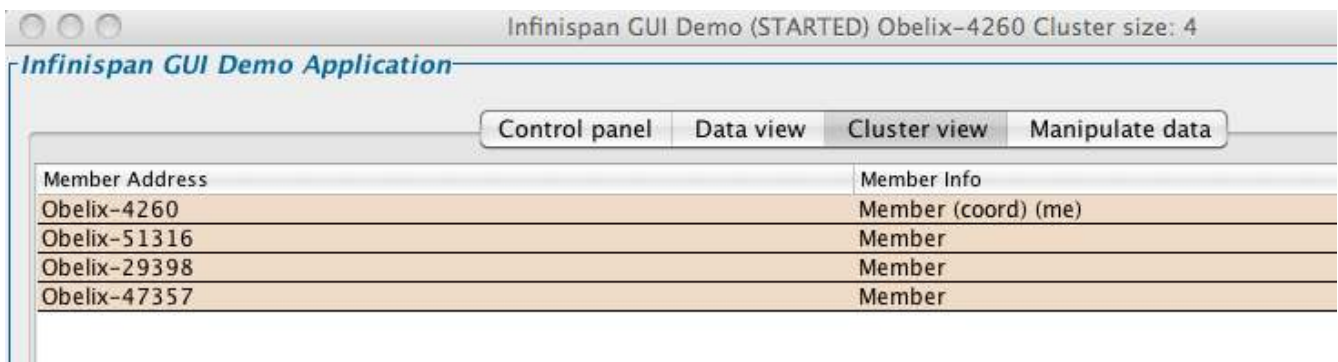 Infinispan GUI Demo (STARTED) Obelix-4260 Cluster size: 4
Infinispan GUI Demo Application
Control panel Data view Cluster view Manipulate data
Member Address Member Info
Obelix-4260 Member (coord) (me)
Obelix-51316 Member
Obelix-29398 Member
Obelix-47357 Member